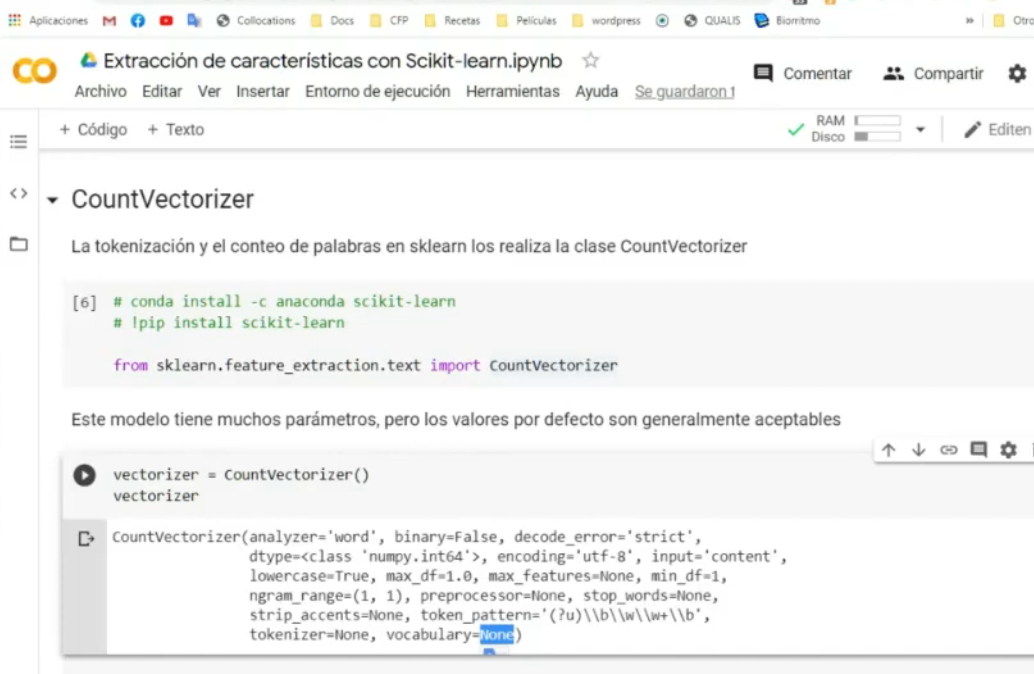 Aplicaciones Collocations Docs CFP Recetas Películas wordpress QUALIS Biorritmo » Otro
Extracción de características con Scikit-learn.ipynb
Comentar Compartir
Archivo Editar Ver Insertar Entorno de ejecución Herramientas Ayuda Se guardaron t
+ Código + Texto
RAM
Disco
Editen
CountVectorizer
La tokenización y el conteo de palabras en sklearn los realiza la clase CountVectorizer
[6] # conda install -c anaconda scikit-learn
# !pip install scikit-learn
from sklearn.feature_extraction.text import CountVectorizer
Este modelo tiene muchos parámetros, pero los valores por defecto son generalmente aceptables
vectorizer = CountVectorizer()
vectorizer
CountVectorizer(analyzer='word', binary=False, decode_error='strict',
dtype=<class 'numpy.int64'>, encoding='utf-8', input='content',
lowercase=True, max_df=1.0, max_features=None, min_df=1,
ngram_range=(1, 1), preprocessor=None, stop_words=None,
strip_accents=None, token_pattern='(?u)\\b\\w\\w+\\b',
tokenizer=None, vocabulary=None)